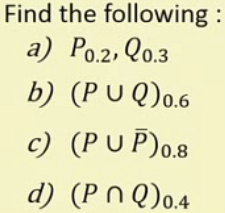 Find the following :
a) P₀.₂, Q₀.₃
b) (P ∪ Q)₀.₆
c) (P ∪ P̄)₀.₈
d) (P ∩ Q)₀.₄